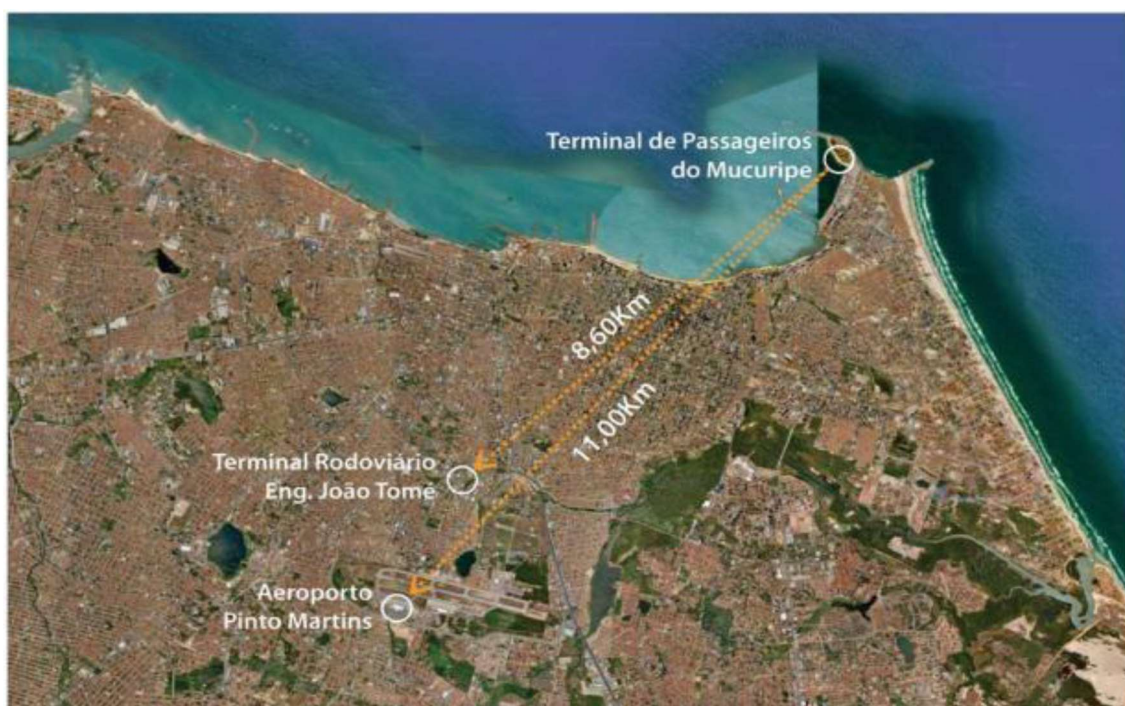 Terminal de Passageiros
do Mucuripe
8,60Km
11,00Km
Terminal Rodoviário
Eng. João Tomé
Aeroporto
Pinto Martins